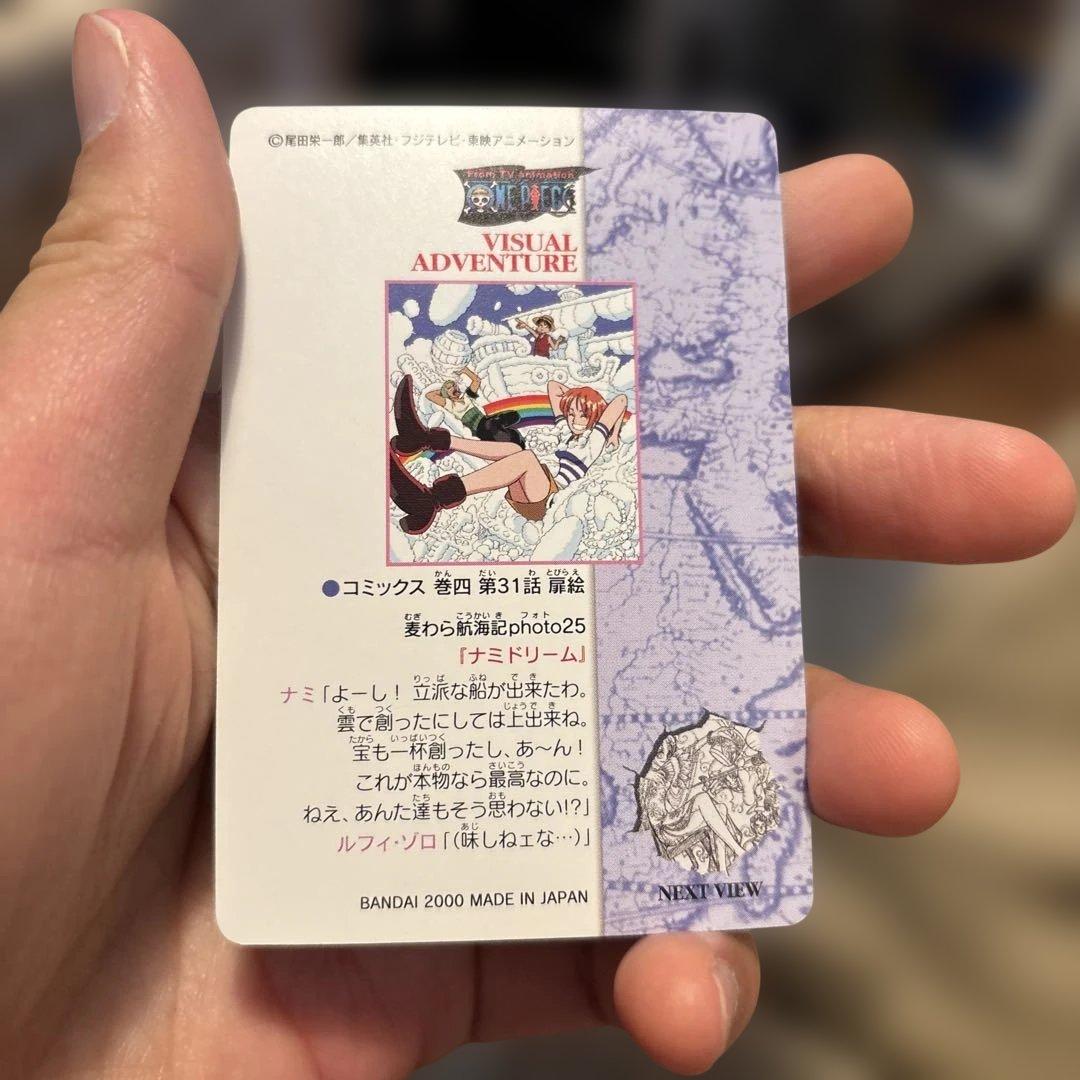 ©尾田栄一郎/集英社・フジテレビ・東映アニメーション
From TV animation
ONE PIECE
VISUAL
ADVENTURE
●コミックス 巻四 第31話 扉絵
麦わら航海記photo25
『ナミドリーム』
ナミ「よーし! 立派な船が出来たわ。
雲で創ったにしては上出来ね。
宝も一杯創ったし、あ〜ん!
これが本物なら最高なのに。
ねえ、あんた達もそう思わない!?」
ルフィ・ゾロ「(味しねェな…)」
BANDAI 2000 MADE IN JAPAN
NEXT VIEW